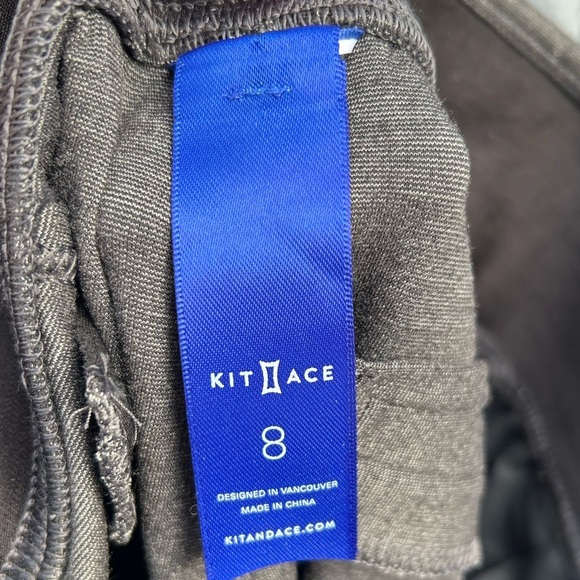 KIT ACE
8
DESIGNED IN VANCOUVER
MADE IN CHINA
KITANDACE.COM